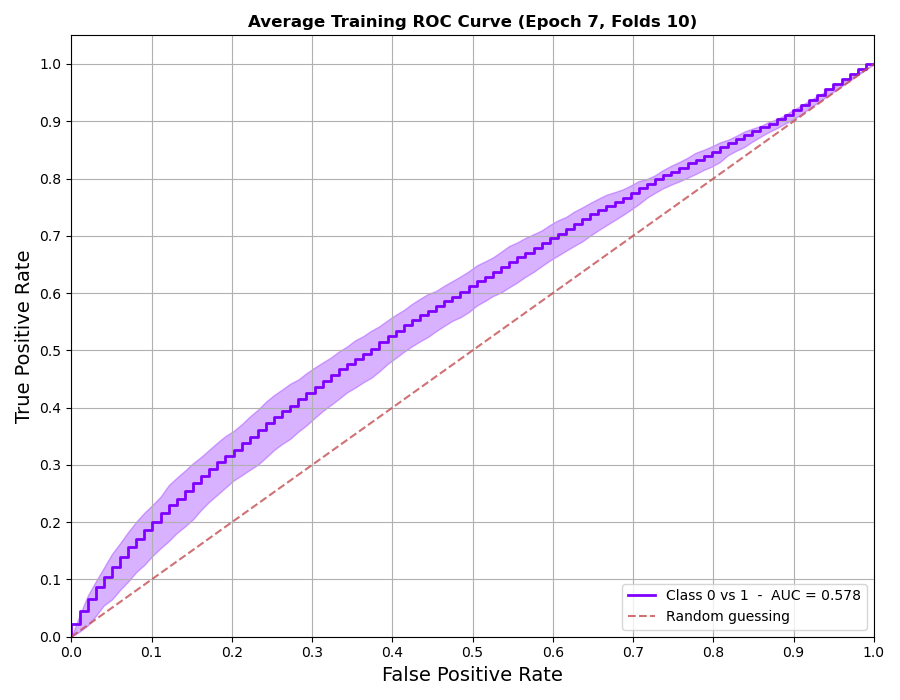 Average Training ROC Curve (Epoch 7, Folds 10)
True Positive Rate
1.0
0.9
0.8
0.7
0.6
0.5
0.4
0.3
0.2
0.1
0.0
Class 0 vs 1 - AUC = 0.578
Random guessing
0.0 0.1 0.2 0.3 0.4 0.5 0.6 0.7 0.8 0.9 1.0
False Positive Rate